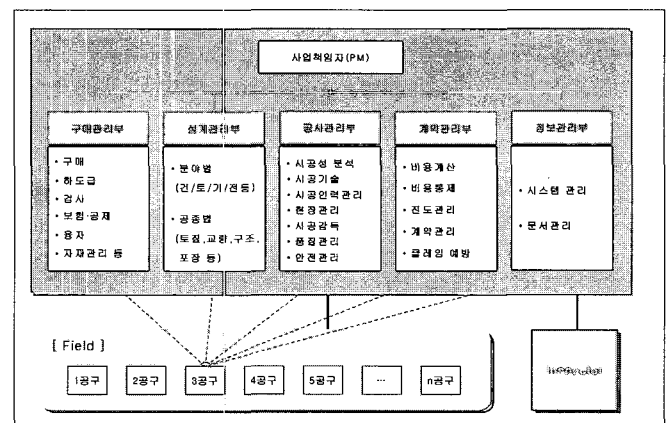 사업책임자(PM)
구매관리부
• 구매
• 하도급
• 검사
• 보험·공제
• 융자
• 자재관리 등
설계관리부
• 분야별
(건/토/기/전등)
• 공종별
(토질,교량,구조,
포장 등)
공사관리부
• 시공성 분석
• 시공기술
• 시공인력관리
• 현장관리
• 시공감독
• 품질관리
• 안전관리
계약관리부
• 비용계산
• 비용통제
• 진도관리
• 계약관리
• 클레임 예방
정보관리부
• 시스템 관리
• 문서관리
[ Field ]
1공구
2공구
3공구
4공구
5공구
...
n공구